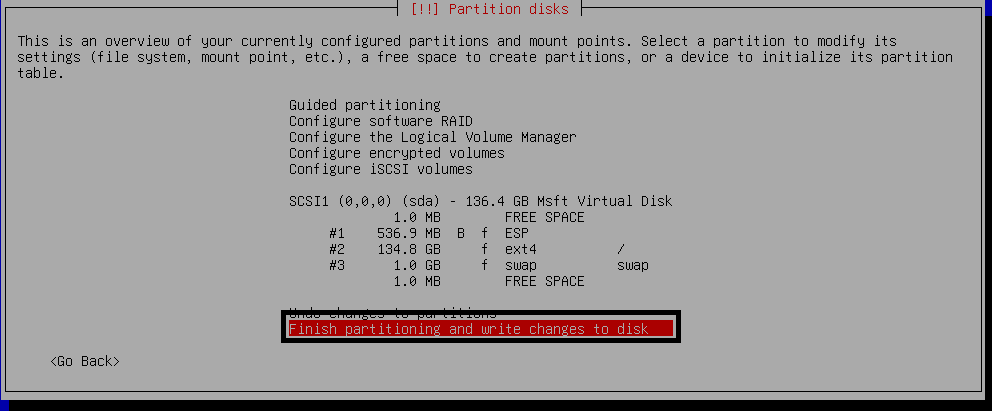 [!!] Partition disks
This is an overview of your currently configured partitions and mount points. Select a partition to modify its
settings (file system, mount point, etc.), a free space to create partitions, or a device to initialize its partition
table.
Guided partitioning
Configure software RAID
Configure the Logical Volume Manager
Configure encrypted volumes
Configure iSCSI volumes
SCSI1 (0,0,0) (sda) - 136.4 GB Msft Virtual Disk
1.0 MB FREE SPACE
#1 536.9 MB B f ESP
#2 134.8 GB f ext4 /
#3 1.0 GB f swap swap
1.0 MB FREE SPACE
Undo changes to partitions
Finish partitioning and write changes to disk
<Go Back>